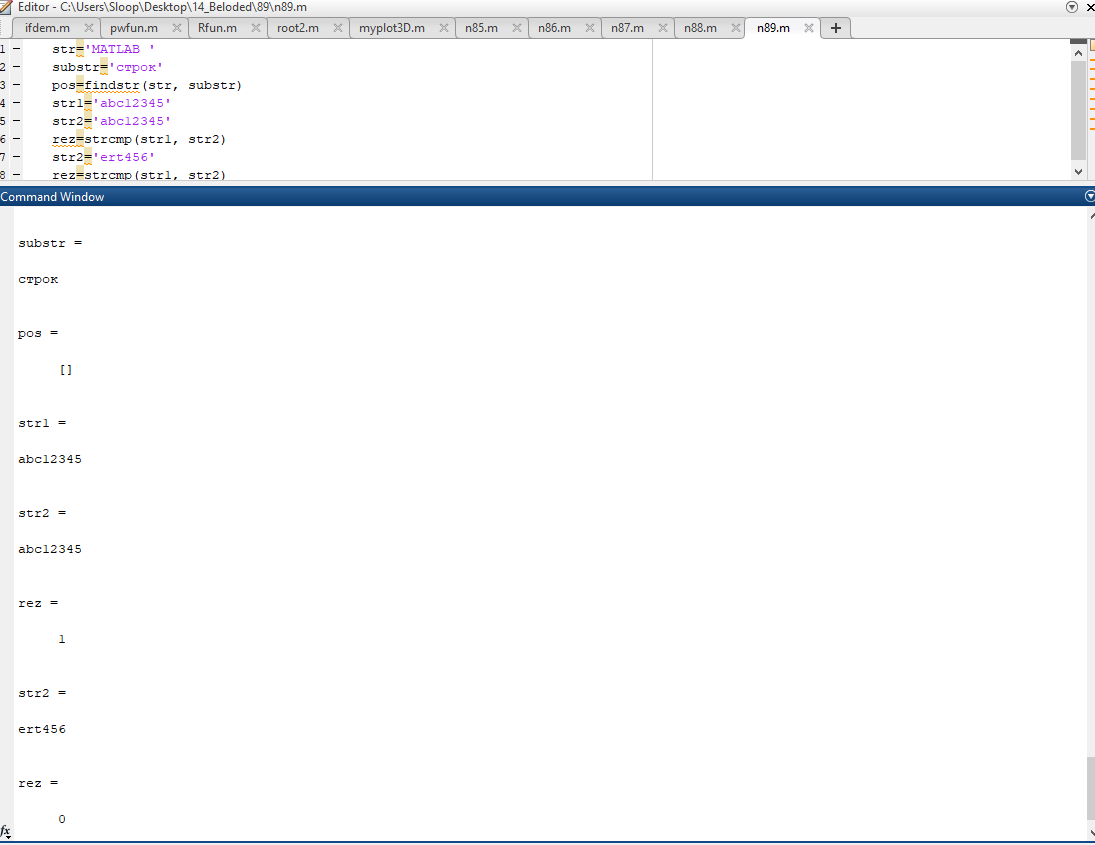 Editor - C:\Users\Sloop\Desktop\14_Beloded\89\n89.m
ifdem.m pwfun.m Rfun.m root2.m myplot3D.m n85.m n86.m n87.m n88.m n89.m +
1 – str='MATLAB '
2 – substr='строк'
3 – pos=findstr(str, substr)
4 – str1='abc12345'
5 – str2='abc12345'
6 – rez=strcmp(str1, str2)
7 – str2='ert456'
8 – rez=strcmp(str1, str2)
Command Window
substr =
строк
pos =
[]
str1 =
abc12345
str2 =
abc12345
rez =
1
str2 =
ert456
rez =
0
fx